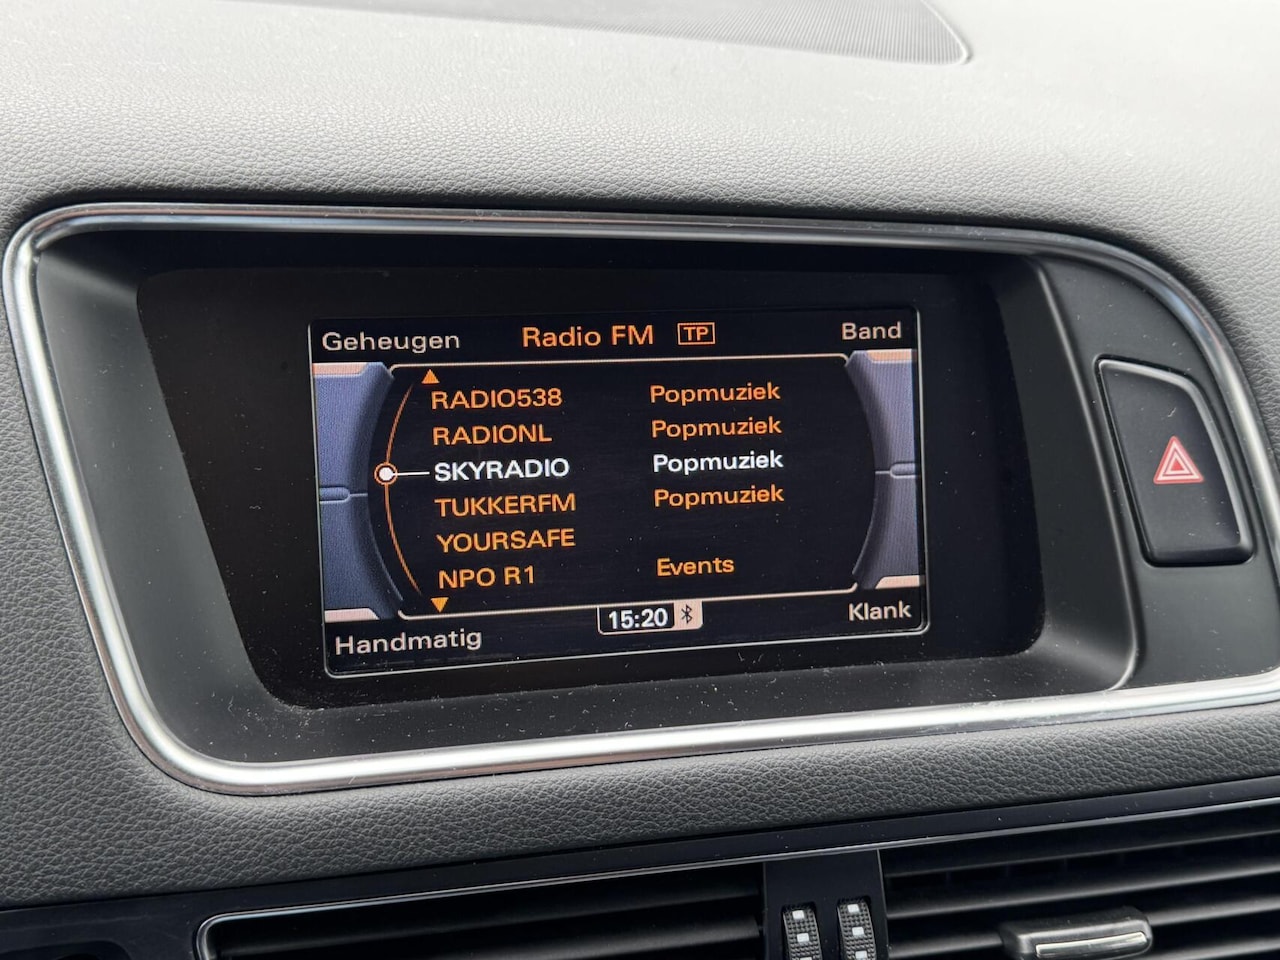 Geheugen Radio FM TP Band
RADIO538 Popmuziek
RADIONL Popmuziek
SKYRADIO Popmuziek
TUKKERFM Popmuziek
YOURSAFE
NPO R1 Events
Handmatig 15:20 Klank